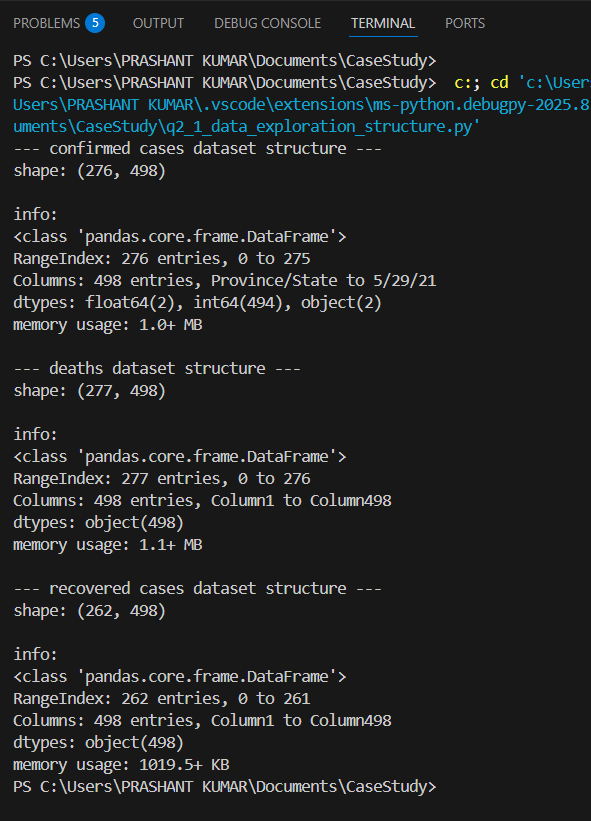 PROBLEMS 5 OUTPUT DEBUG CONSOLE TERMINAL PORTS
PS C:\Users\PRASHANT KUMAR\Documents\CaseStudy>
PS C:\Users\PRASHANT KUMAR\Documents\CaseStudy>  c:; cd 'c:\Users
Users\PRASHANT KUMAR\.vscode\extensions\ms-python.debugpy-2025.8
uments\CaseStudy\q2_1_data_exploration_structure.py'
--- confirmed cases dataset structure ---
shape: (276, 498)
info:
<class 'pandas.core.frame.DataFrame'>
RangeIndex: 276 entries, 0 to 275
Columns: 498 entries, Province/State to 5/29/21
dtypes: float64(2), int64(494), object(2)
memory usage: 1.0+ MB
--- deaths dataset structure ---
shape: (277, 498)
info:
<class 'pandas.core.frame.DataFrame'>
RangeIndex: 277 entries, 0 to 276
Columns: 498 entries, Column1 to Column498
dtypes: object(498)
memory usage: 1.1+ MB
--- recovered cases dataset structure ---
shape: (262, 498)
info:
<class 'pandas.core.frame.DataFrame'>
RangeIndex: 262 entries, 0 to 261
Columns: 498 entries, Column1 to Column498
dtypes: object(498)
memory usage: 1019.5+ KB
PS C:\Users\PRASHANT KUMAR\Documents\CaseStudy>